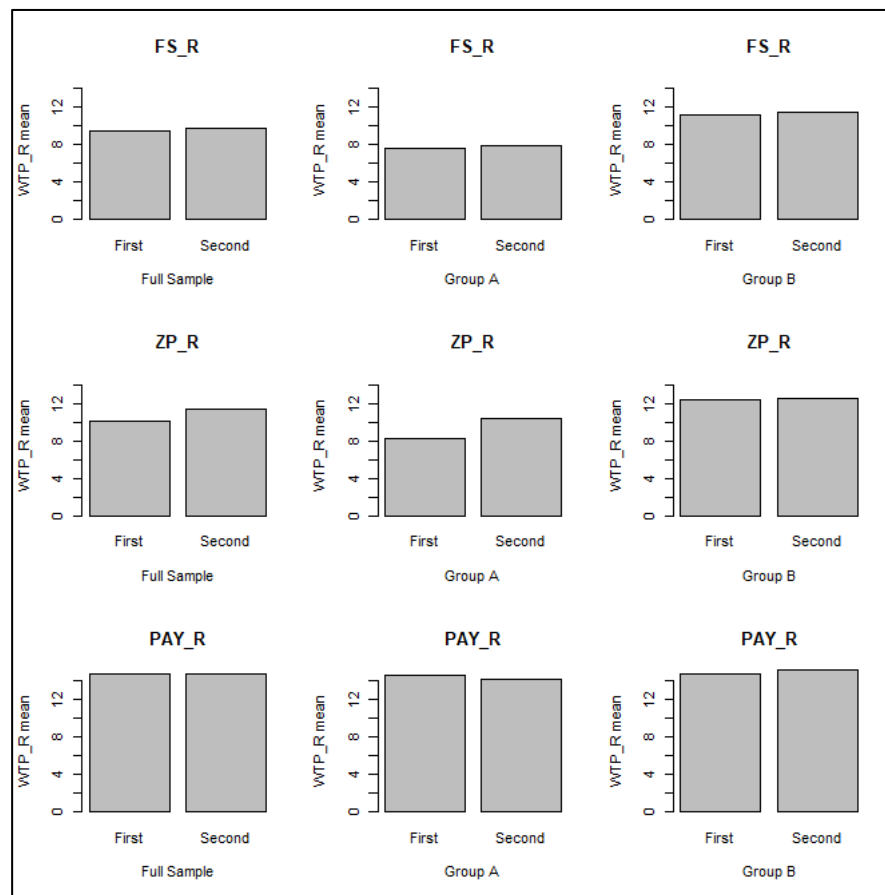 FS_R FS_R FS_R
WTP_R mean
0 4 8 12
WTP_R mean
0 4 8 12
WTP_R mean
0 4 8 12
First Second First Second First Second
Full Sample Group A Group B
ZP_R ZP_R ZP_R
WTP_R mean
0 4 8 12
WTP_R mean
0 4 8 12
WTP_R mean
0 4 8 12
First Second First Second First Second
Full Sample Group A Group B
PAY_R PAY_R PAY_R
WTP_R mean
0 4 8 12
WTP_R mean
0 4 8 12
WTP_R mean
0 4 8 12
First Second First Second First Second
Full Sample Group A Group B